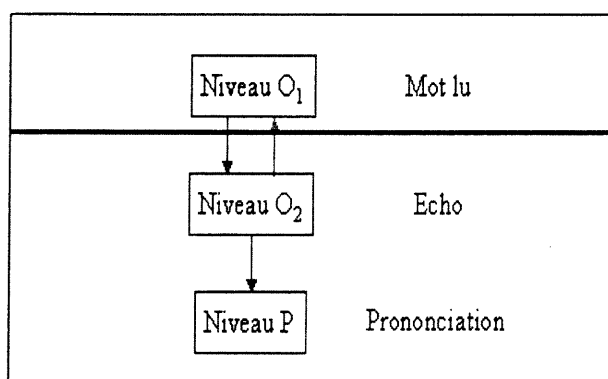 Niveau O₁ Mot lu
Niveau O₂ Echo
Niveau P Prononciation